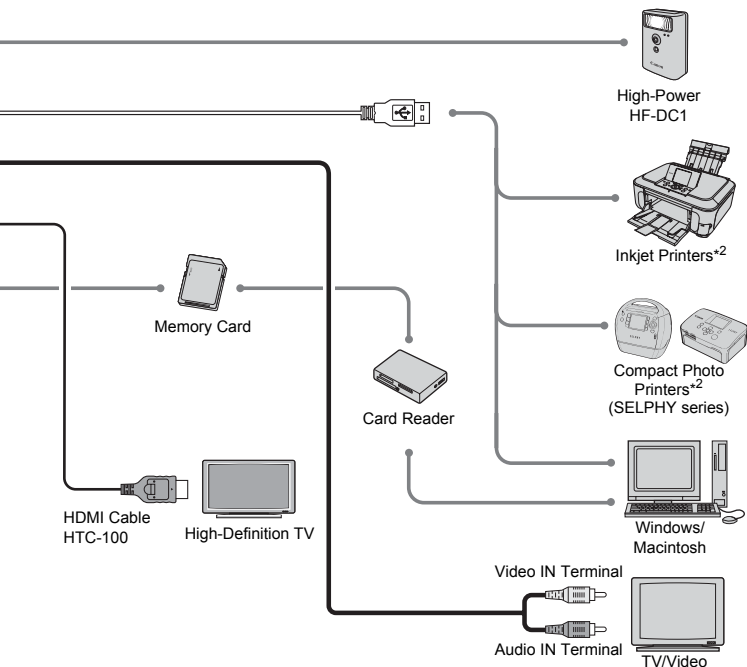 High-Power
HF-DC1
Inkjet Printers*2
Memory Card
Compact Photo
Printers*2
(SELPHY series)
Card Reader
HDMI Cable
HTC-100
High-Definition TV
Windows/
Macintosh
Video IN Terminal
Audio IN Terminal
TV/Video